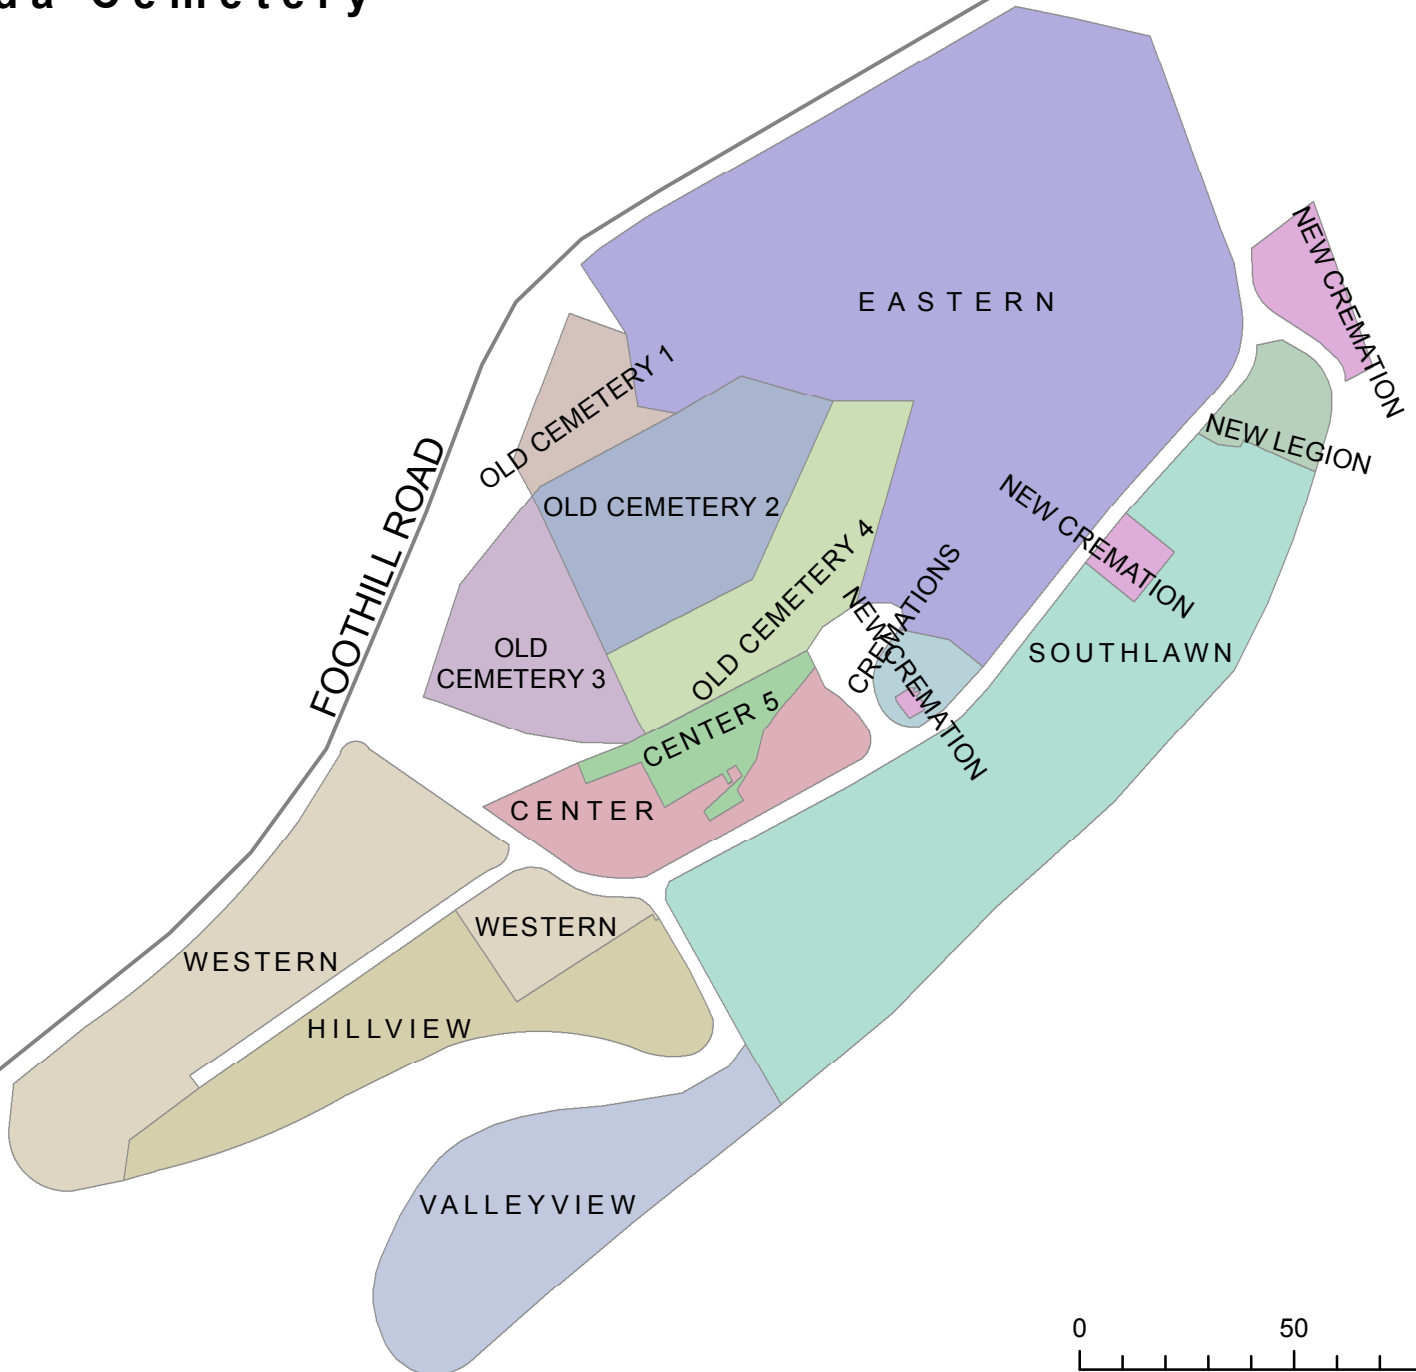 Cemetery
EASTERN
NEW CREMATION
OLD CEMETERY 1
NEW LEGION
FOOTHILL ROAD
OLD CEMETERY 2
NEW CREMATION
OLD CEMETERY 4
CREMATIONS
NEW CREMATION
OLD
CEMETERY 3
SOUTHLAWN
CENTER 5
CENTER
WESTERN
WESTERN
HILLVIEW
VALLEYVIEW
0 50